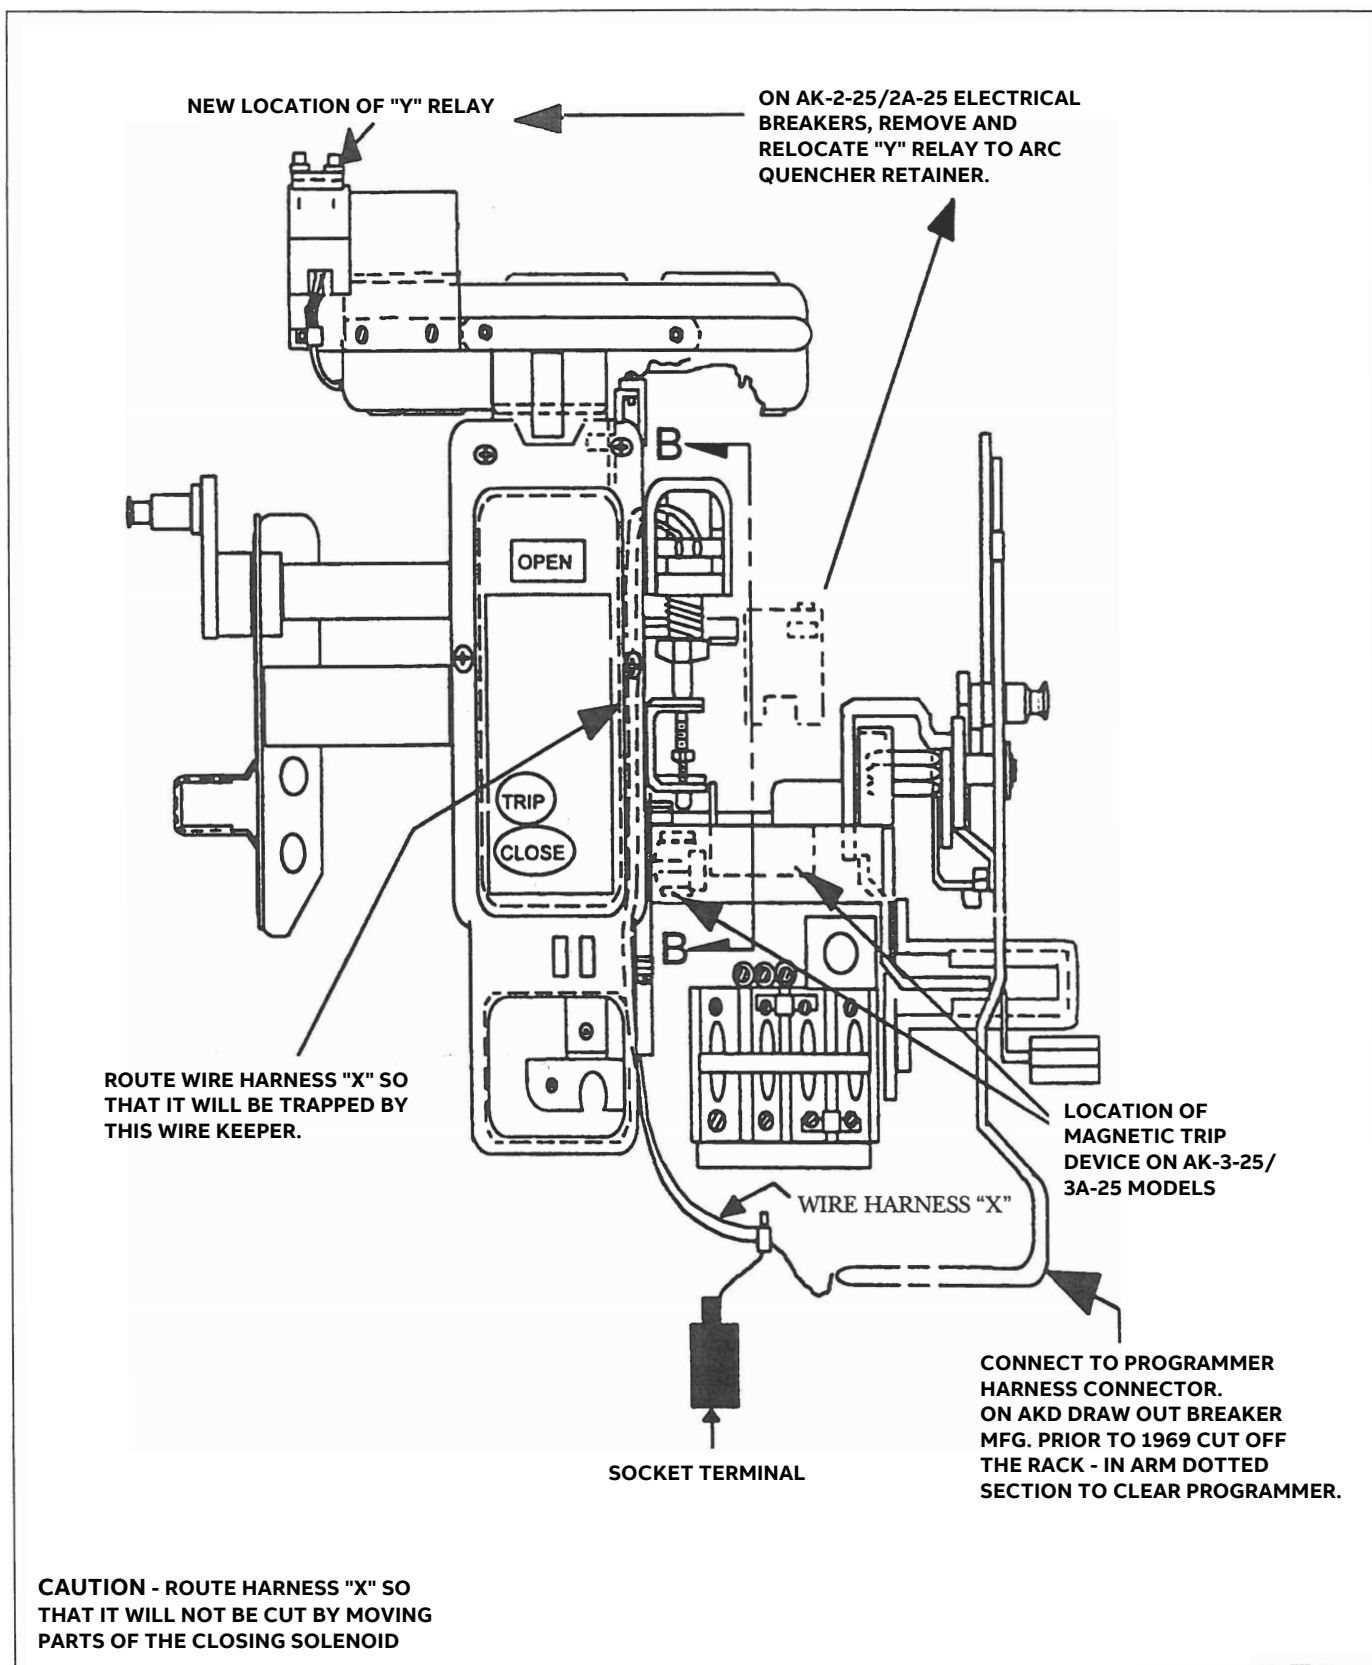 NEW LOCATION OF "Y" RELAY
ON AK-2-25/2A-25 ELECTRICAL
BREAKERS, REMOVE AND
RELOCATE "Y" RELAY TO ARC
QUENCHER RETAINER.
B
OPEN
TRIP
CLOSE
B
ROUTE WIRE HARNESS "X" SO
THAT IT WILL BE TRAPPED BY
THIS WIRE KEEPER.
LOCATION OF
MAGNETIC TRIP
DEVICE ON AK-3-25/
3A-25 MODELS
WIRE HARNESS “X”
CONNECT TO PROGRAMMER
HARNESS CONNECTOR.
ON AKD DRAW OUT BREAKER
MFG. PRIOR TO 1969 CUT OFF
THE RACK - IN ARM DOTTED
SECTION TO CLEAR PROGRAMMER.
SOCKET TERMINAL
CAUTION - ROUTE HARNESS "X" SO
THAT IT WILL NOT BE CUT BY MOVING
PARTS OF THE CLOSING SOLENOID